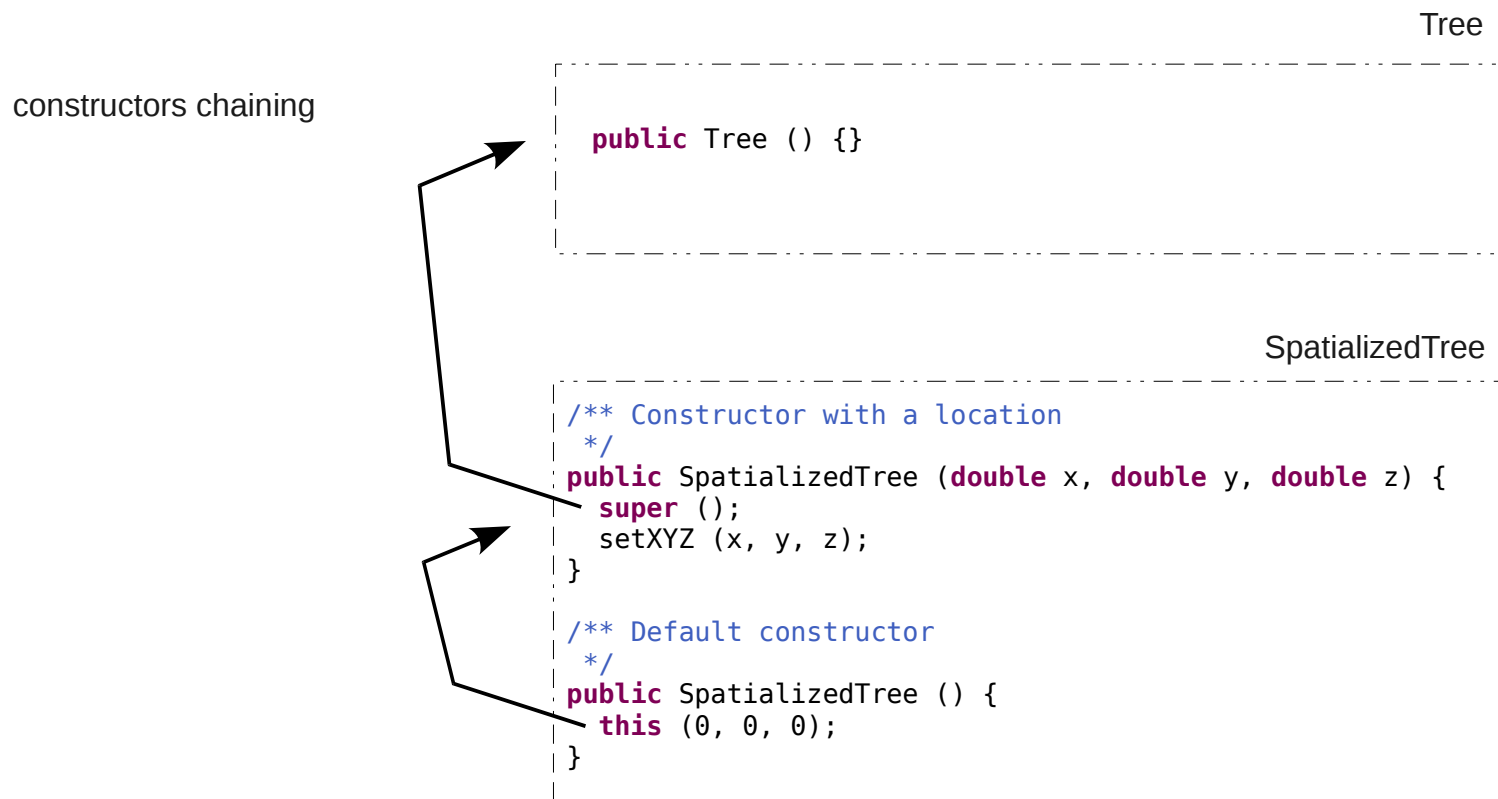 Tree
constructors chaining
public Tree () {}
SpatializedTree
/** Constructor with a location
 */
public SpatializedTree (double x, double y, double z) {
  super ();
  setXYZ (x, y, z);
}
/** Default constructor
 */
public SpatializedTree () {
  this (0, 0, 0);
}